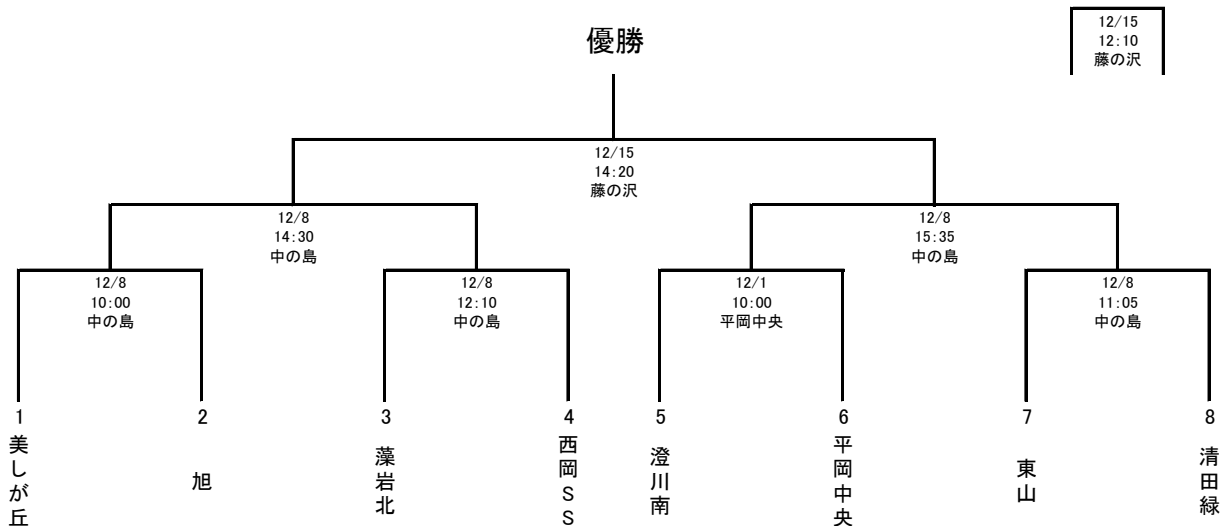 優勝
12/15
12:10
藤の沢
12/15
14:20
藤の沢
12/8
14:30
中の島
12/8
15:35
中の島
12/8
10:00
中の島
12/8
12:10
中の島
12/1
10:00
平岡中央
12/8
11:05
中の島
1
2
3
4
5
6
7
8
美しが丘
旭
藻岩北
西岡SS
澄川南
平岡中央
東山
清田緑